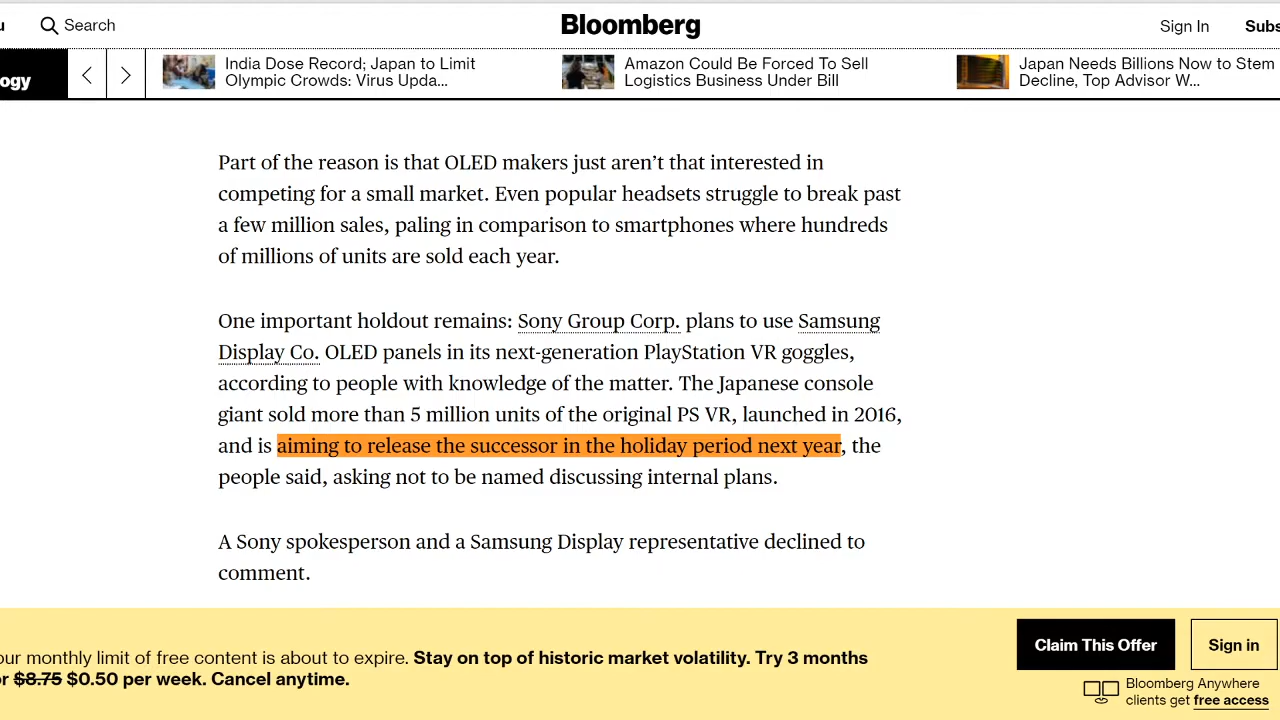 u
Search
Bloomberg
Sign In
Subs
ogy
India Dose Record; Japan to Limit
Olympic Crowds: Virus Upda...
Amazon Could Be Forced To Sell
Logistics Business Under Bill
Japan Needs Billions Now to Stem
Decline, Top Advisor W...
Part of the reason is that OLED makers just aren’t that interested in
competing for a small market. Even popular headsets struggle to break past
a few million sales, paling in comparison to smartphones where hundreds
of millions of units are sold each year.
One important holdout remains: Sony Group Corp. plans to use Samsung
Display Co. OLED panels in its next-generation PlayStation VR goggles,
according to people with knowledge of the matter. The Japanese console
giant sold more than 5 million units of the original PS VR, launched in 2016,
and is aiming to release the successor in the holiday period next year, the
people said, asking not to be named discussing internal plans.
A Sony spokesperson and a Samsung Display representative declined to
comment.
our monthly limit of free content is about to expire. Stay on top of historic market volatility. Try 3 months
or $8.75 $0.50 per week. Cancel anytime.
Claim This Offer
Sign in
Bloomberg Anywhere
clients get free access